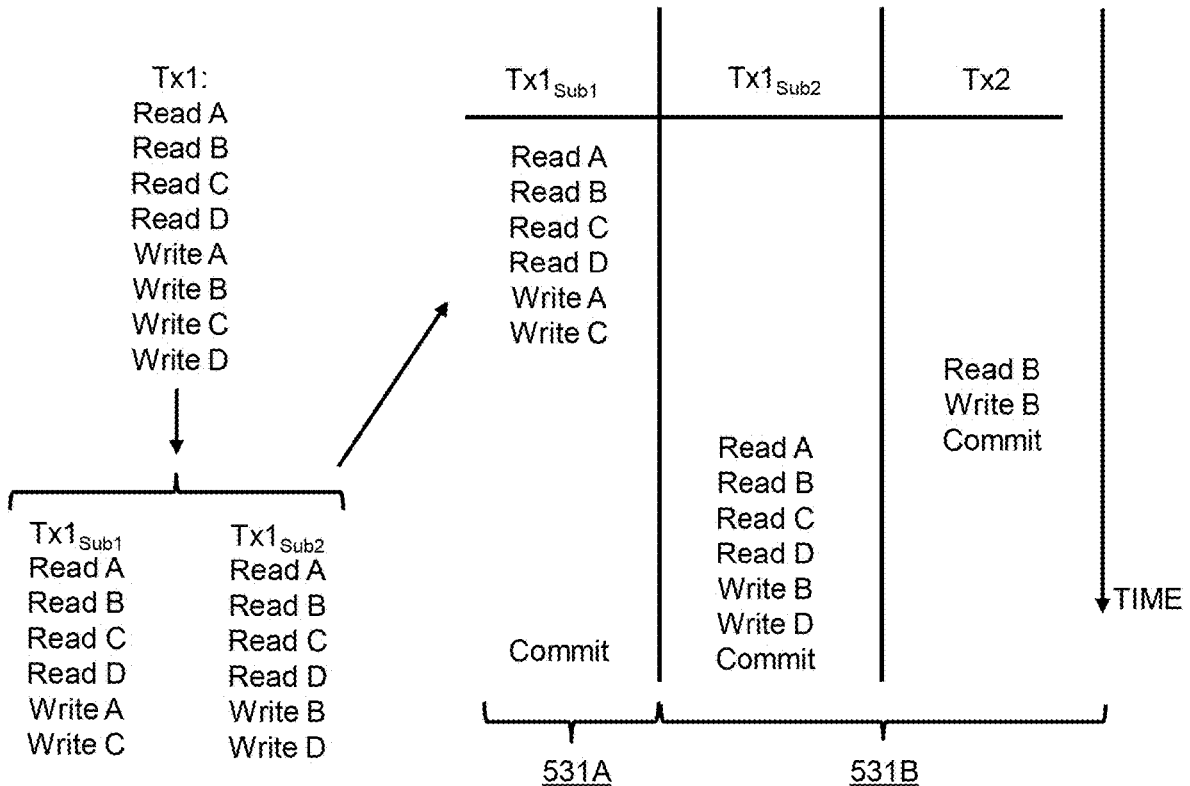 Tx1:
Read A
Read B
Read C
Read D
Write A
Write B
Write C
Write D
Tx1Sub1
Read A
Read B
Read C
Read D
Write A
Write C
Tx1Sub2
Read A
Read B
Read C
Read D
Write B
Write D
Tx1Sub1
Read A
Read B
Read C
Read D
Write A
Write C
Commit
Tx1Sub2
Read A
Read B
Read C
Read D
Write B
Write D
Commit
Tx2
Read B
Write B
Commit
TIME
531A
531B